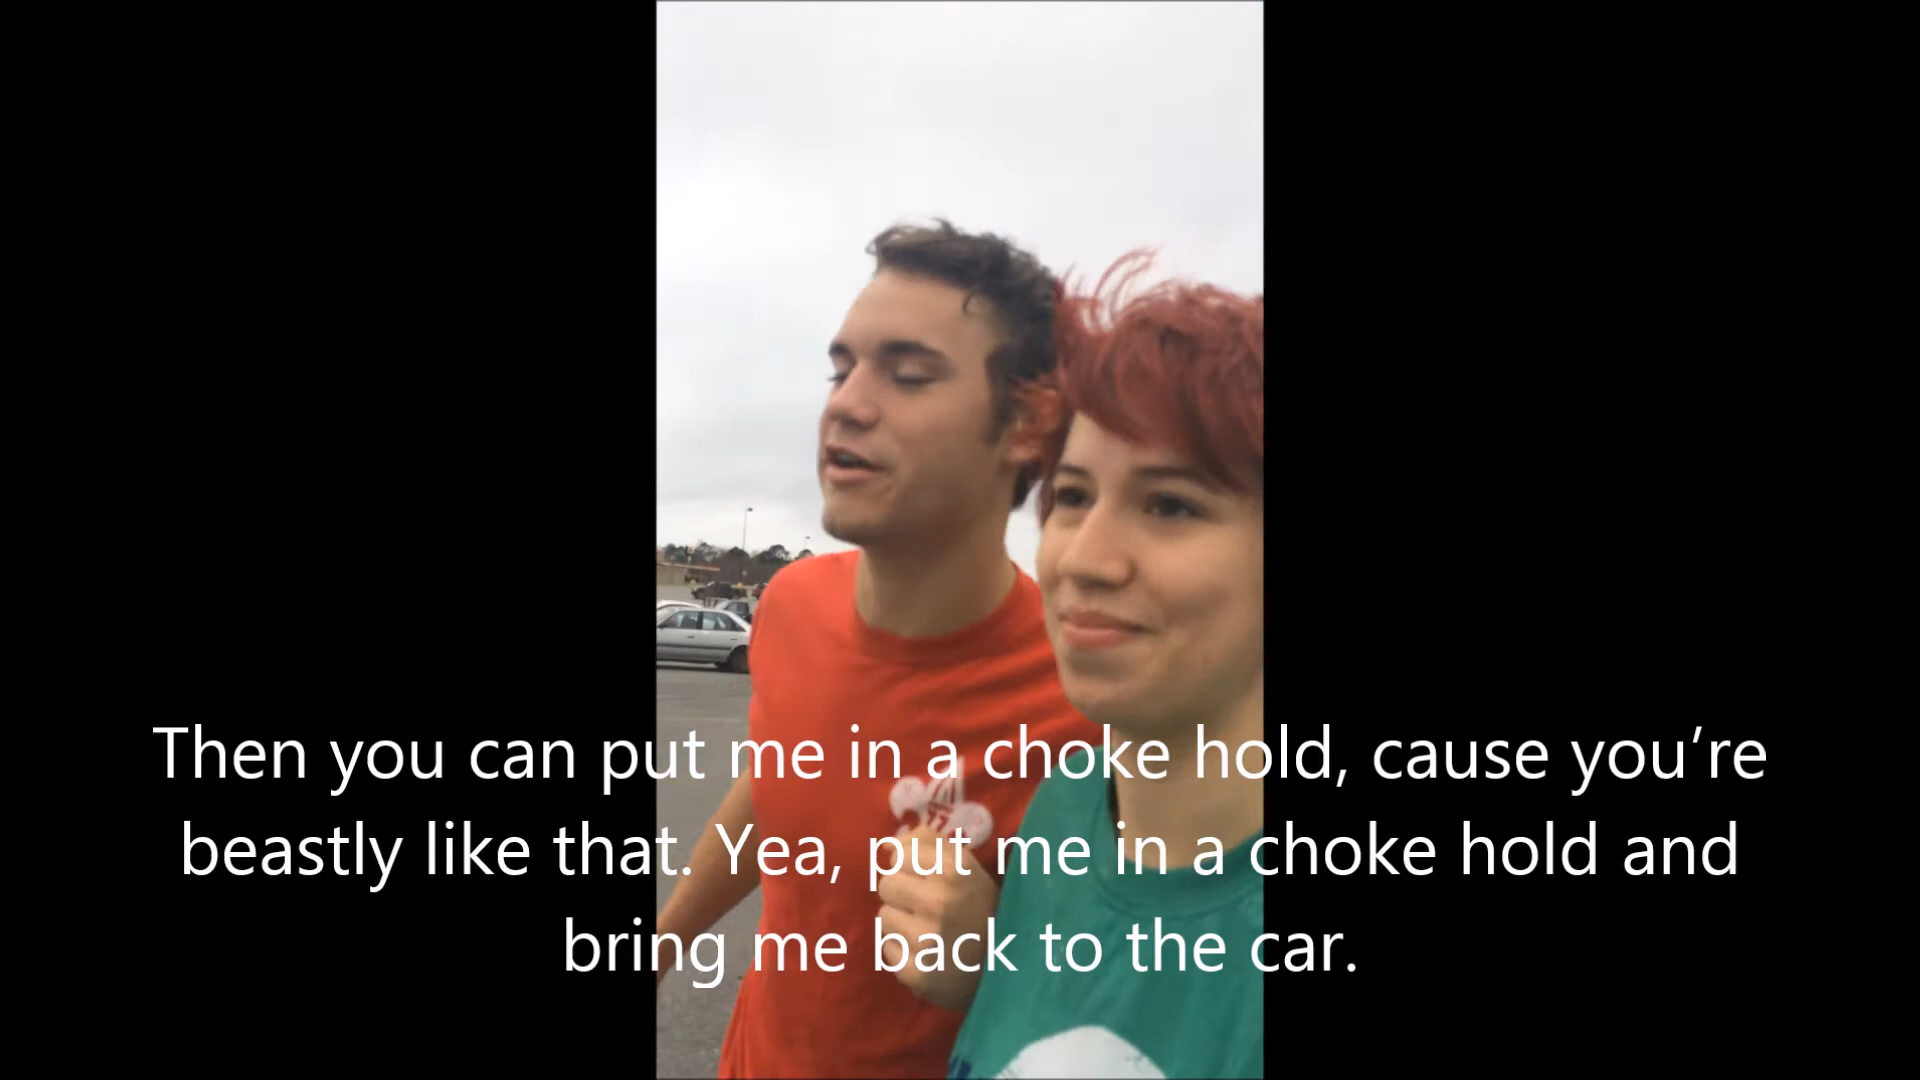 Then you can put me in a choke hold, cause you’re
beastly like that. Yea, put me in a choke hold and
bring me back to the car.
77